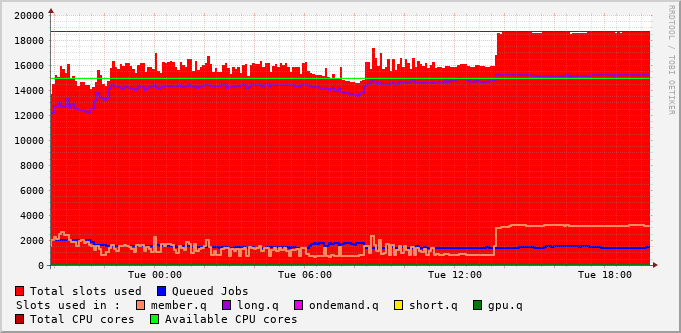 20000
18000
16000
14000
12000
10000
8000
6000
4000
2000
0
Tue 00:00 Tue 06:00 Tue 12:00 Tue 18:00
RRDTOOL / TOBI OETIKER
Total slots used Queued Jobs
Slots used in : member.q long.q ondemand.q short.q gpu.q
Total CPU cores Available CPU cores